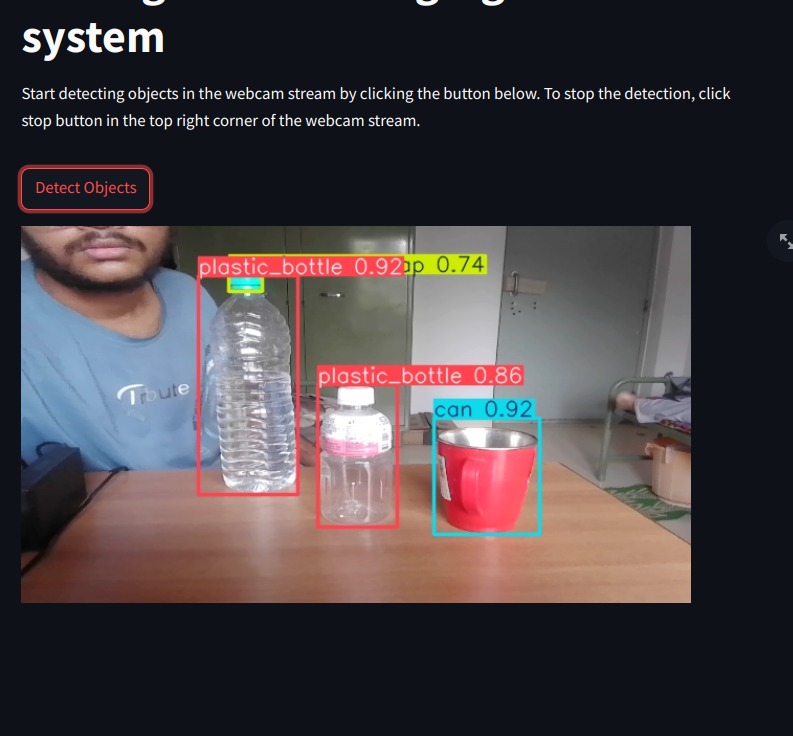 system
Start detecting objects in the webcam stream by clicking the button below. To stop the detection, click
stop button in the top right corner of the webcam stream.
Detect Objects
plastic_bottle 0.92
0.74
plastic_bottle 0.86
can 0.92
Tribute